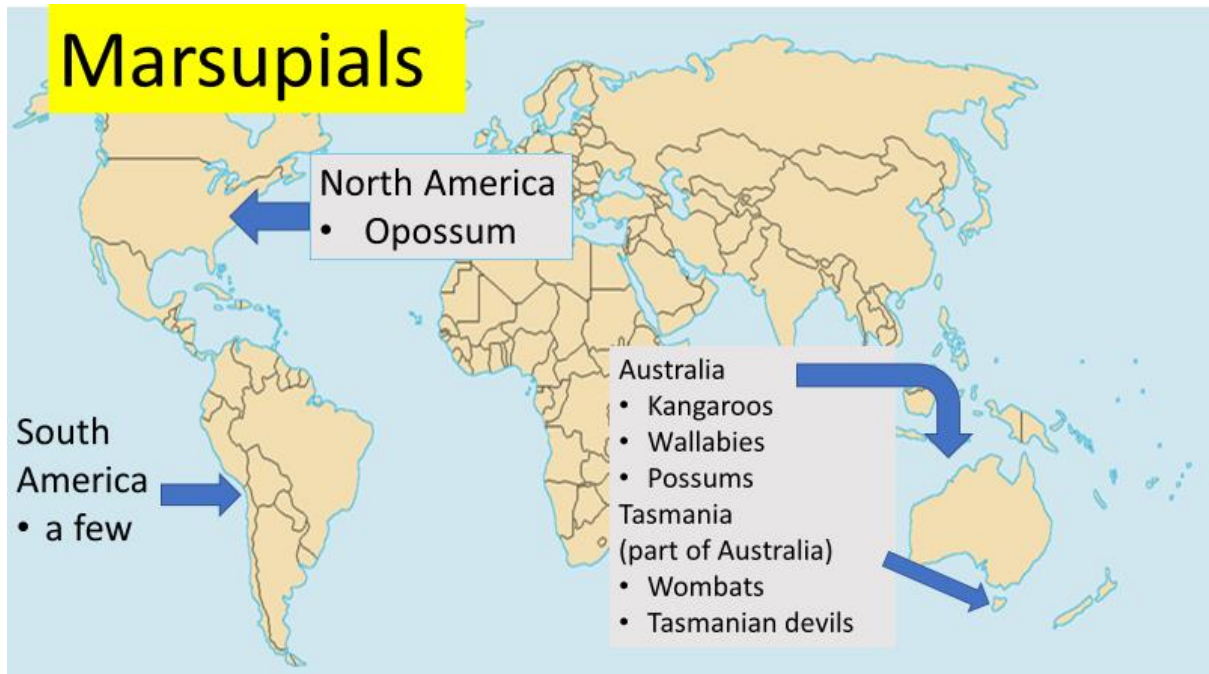 Marsupials
North America
• Opossum
South
America
• a few
Australia
• Kangaroos
• Wallabies
• Possums
Tasmania
(part of Australia)
• Wombats
• Tasmanian devils